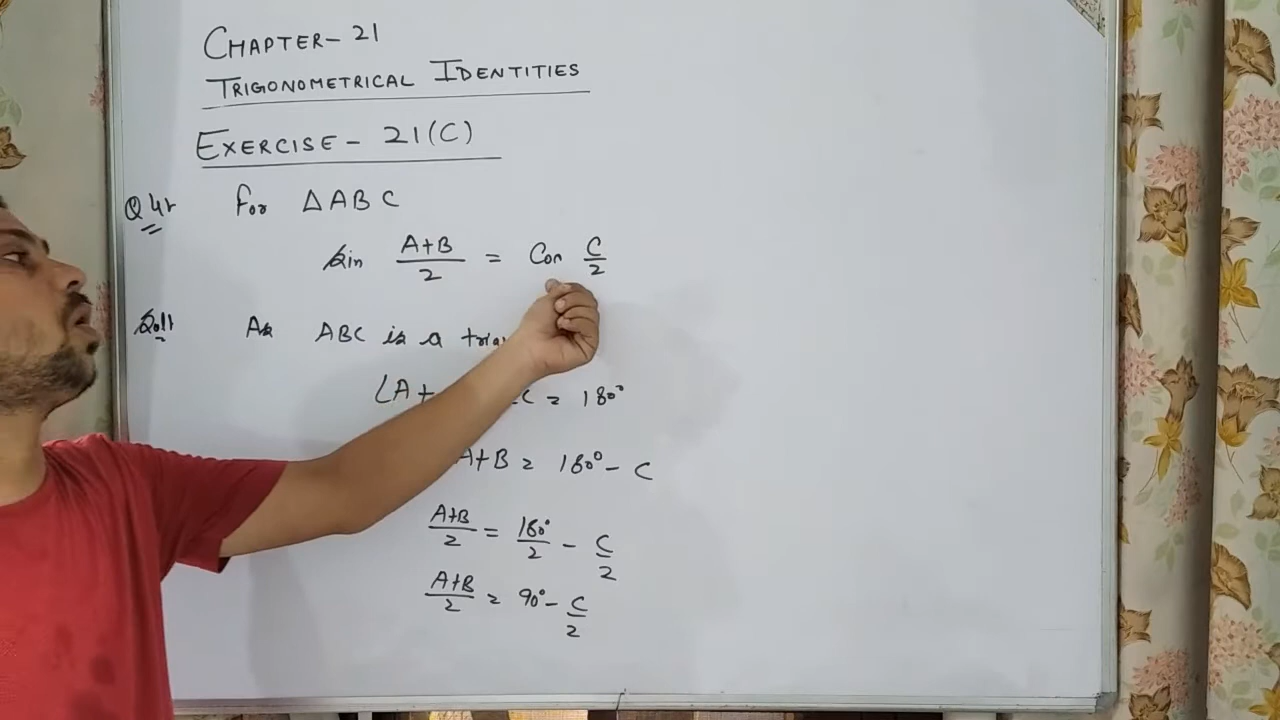 CHAPTER - 21
TRIGONOMETRICAL IDENTITIES
EXERCISE - 21(C)
Q 4r For ΔABC
Sin A+B/2 = Cos C/2
Soln As ABC is a
∠A + C = 180°
A+B = 180° - C
A+B/2 = 180°/2 - C/2
A+B/2 = 90° - C/2